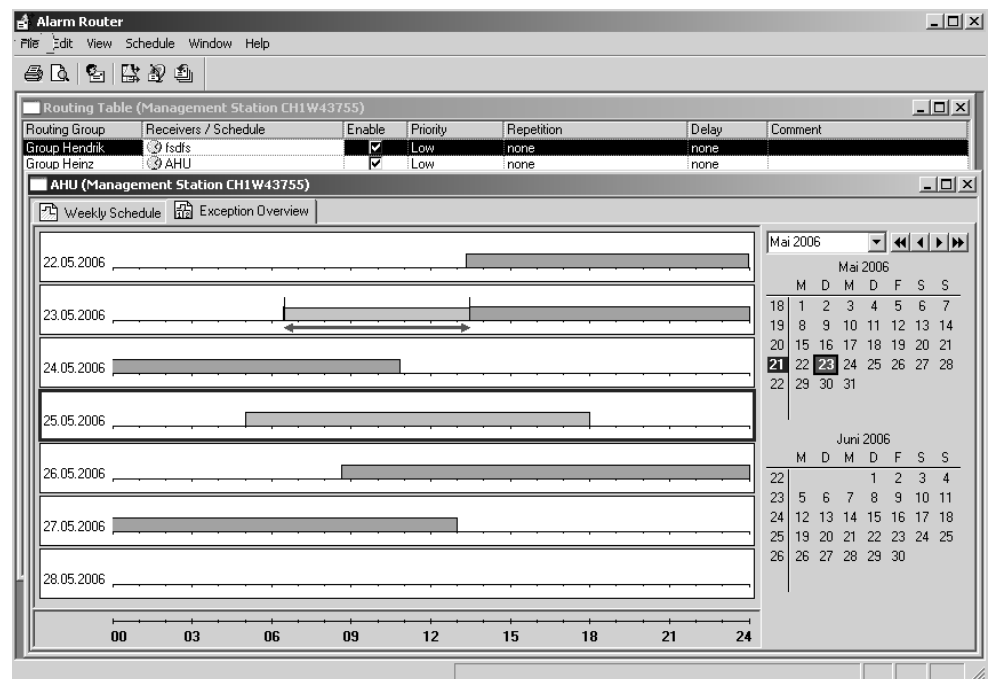 Alarm Router
File Edit View Schedule Window Help
Routing Table (Management Station CH1W43755)
Routing Group Receivers / Schedule Enable Priority Repetition Delay Comment
Group Hendrik fsdfs Low none none
Group Heinz AHU Low none none
AHU (Management Station CH1W43755)
Weekly Schedule Exception Overview
22.05.2006
23.05.2006
24.05.2006
25.05.2006
26.05.2006
27.05.2006
28.05.2006
00 03 06 09 12 15 18 21 24
Mai 2006
Mai 2006
M D M D F S S
18 1 2 3 4 5 6 7
19 8 9 10 11 12 13 14
20 15 16 17 18 19 20 21
21 22 23 24 25 26 27 28
22 29 30 31
Juni 2006
M D M D F S S
22 1 2 3 4
23 5 6 7 8 9 10 11
24 12 13 14 15 16 17 18
25 19 20 21 22 23 24 25
26 26 27 28 29 30